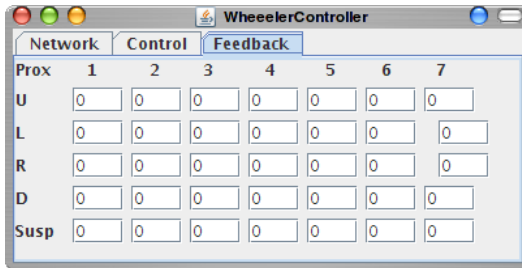 WheeelerController
Network Control Feedback
Prox 1 2 3 4 5 6 7
U 0 0 0 0 0 0 0
L 0 0 0 0 0 0 0
R 0 0 0 0 0 0 0
D 0 0 0 0 0 0 0
Susp 0 0 0 0 0 0 0